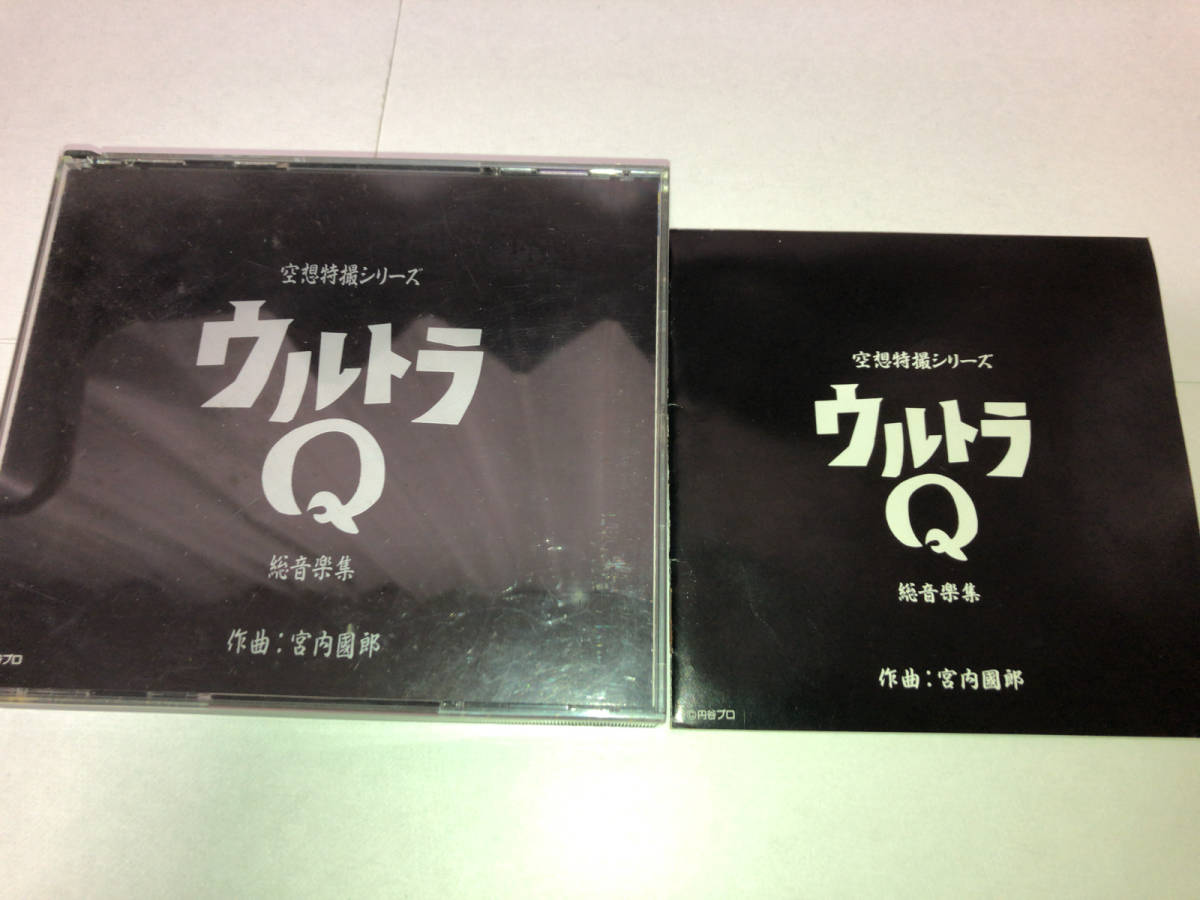 空想特撮シリーズ
ウルトラ
Q
総音楽集
作曲:宮内國郎
プロ
空想特撮シリーズ
ウルトラ
Q
総音楽集
作曲:宮内國郎
©円谷プロ